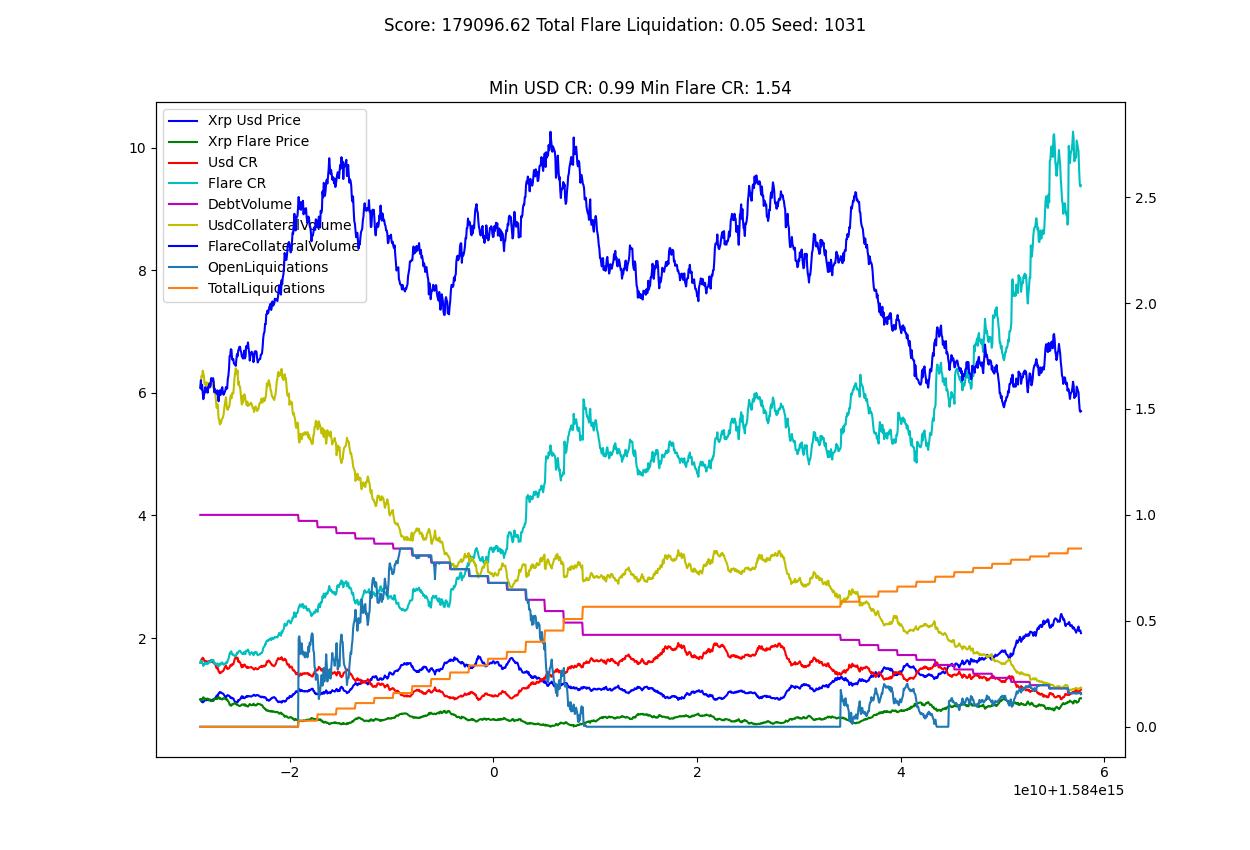 Score: 179096.62 Total Flare Liquidation: 0.05 Seed: 1031
Min USD CR: 0.99 Min Flare CR: 1.54
Xrp Usd Price
Xrp Flare Price
Usd CR
Flare CR
DebtVolume
UsdCollateralVolume
FlareCollateralVolume
OpenLiquidations
TotalLiquidations
10
8
6
4
2
2.5
2.0
1.5
1.0
0.5
0.0
−2 0 2 4 6
1e10+1.584e15